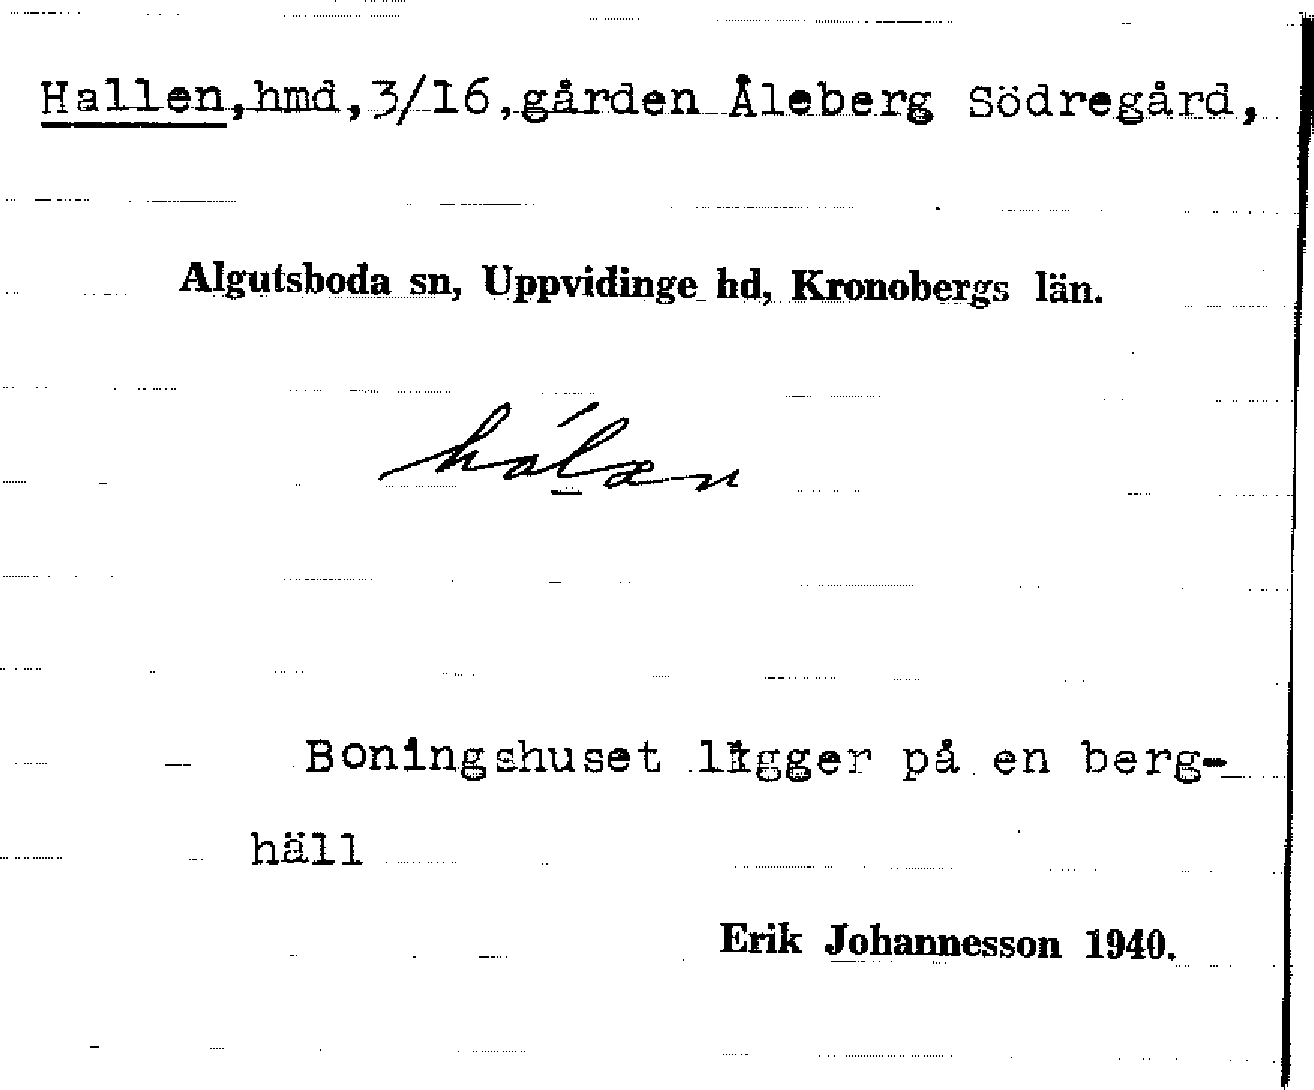 Hallen, hmd, 3/16, gården Åleberg Södregård,
Algutsboda sn, Uppvidinge hd, Kronobergs län.
Boningshuset ligger på en berg-
häll
Erik Johannesson 1940.